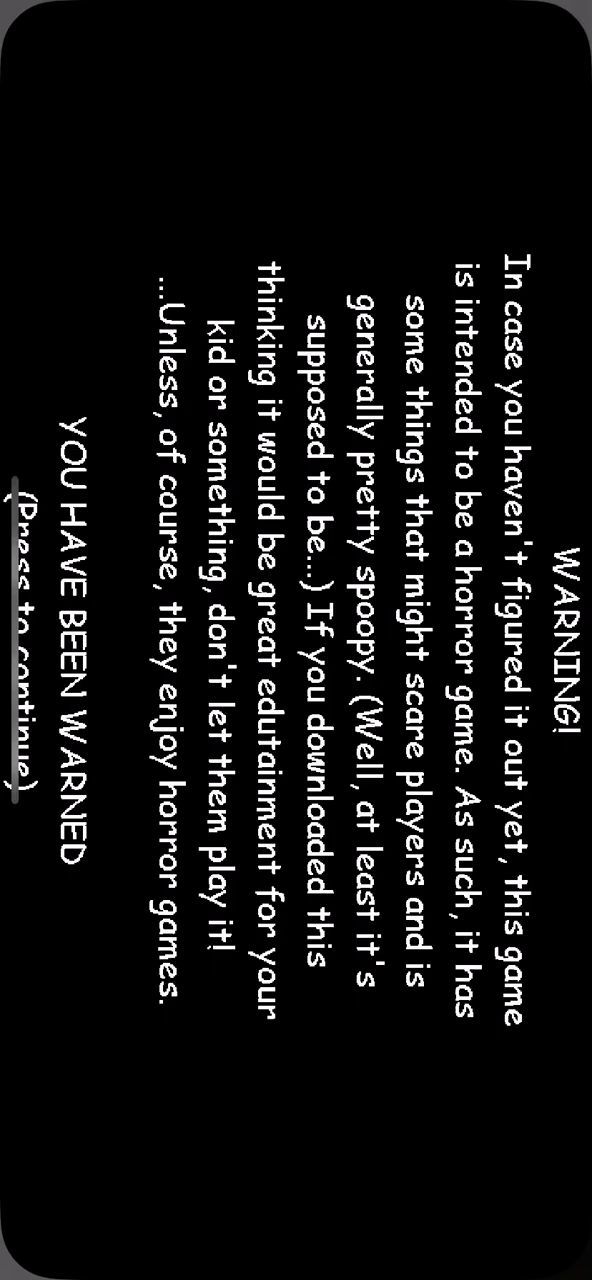 WARNING!
In case you haven't figured it out yet, this game
is intended to be a horror game. As such, it has
some things that might scare players and is
generally pretty spoopy. (Well, at least it's
supposed to be...) If you downloaded this
thinking it would be great edutainment for your
kid or something, don't let them play it!
...Unless, of course, they enjoy horror games.
YOU HAVE BEEN WARNED
(Press to continue)